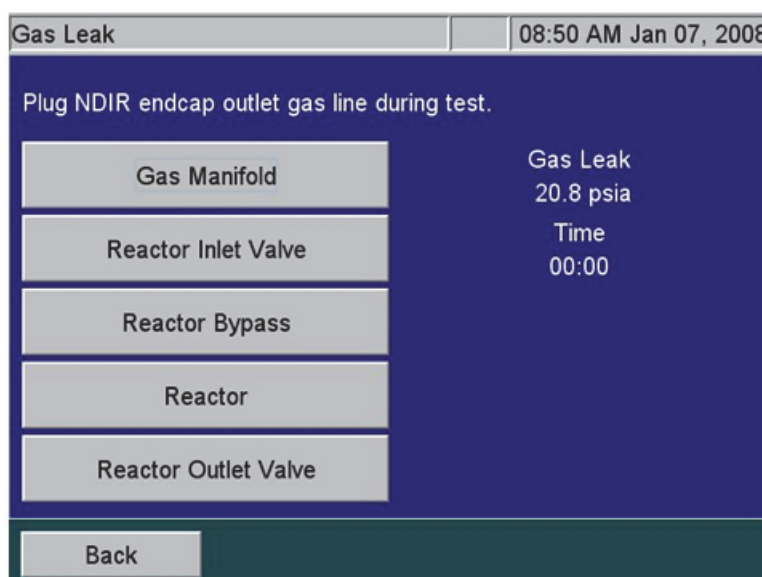 Gas Leak
08:50 AM Jan 07, 2008
Plug NDIR endcap outlet gas line during test.
Gas Manifold
Gas Leak
20.8 psia
Reactor Inlet Valve
Time
00:00
Reactor Bypass
Reactor
Reactor Outlet Valve
Back